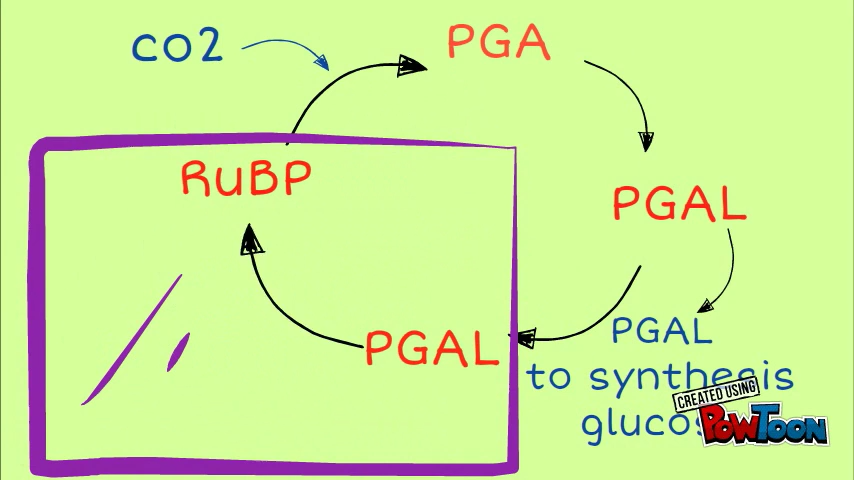 CO2
PGA
RuBP
PGAL
PGAL
PGAL
to synthesis
CREATED USING
POWTOON